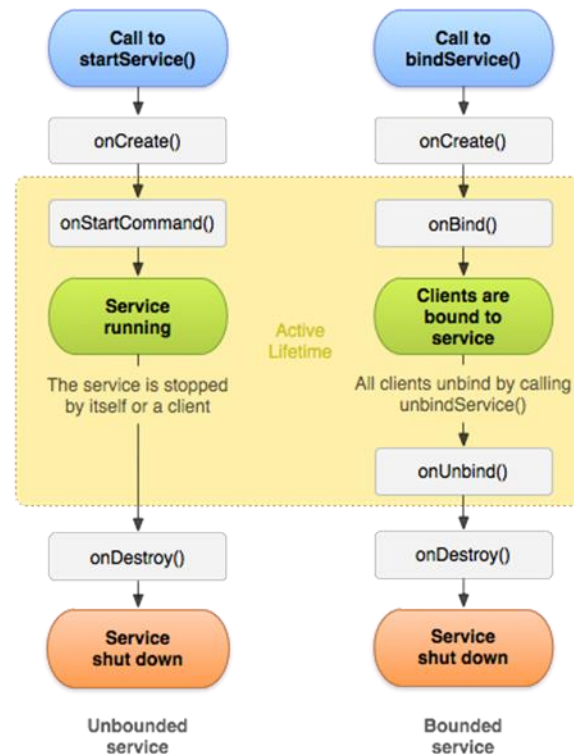 Call to
startService()
onCreate()
onStartCommand()
Service
running
The service is stopped
by itself or a client
onDestroy()
Service
shut down
Unbounded
service
Active
Lifetime
Call to
bindService()
onCreate()
onBind()
Clients are
bound to
service
All clients unbind by calling
unbindService()
onUnbind()
onDestroy()
Service
shut down
Bounded
service